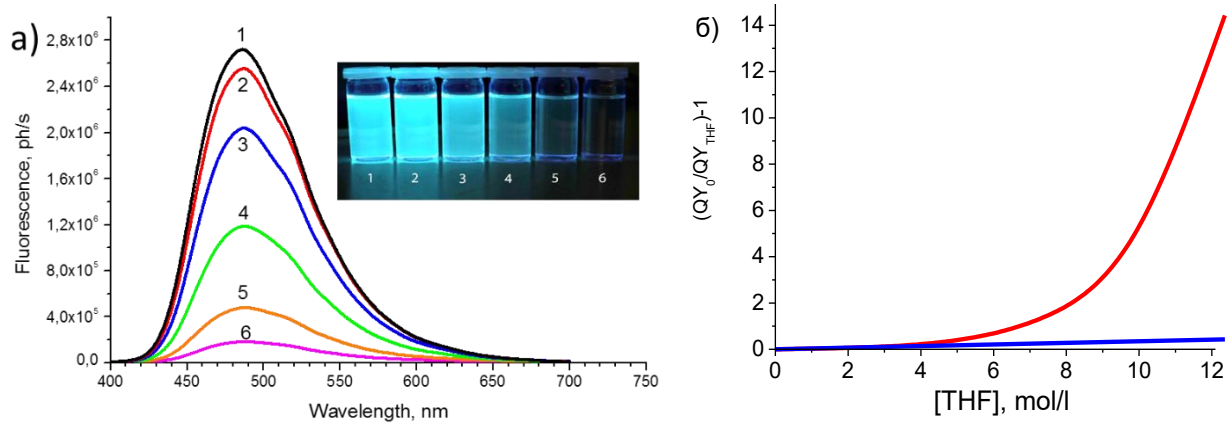 а)
Fluorescence, ph/s
2,8x10⁶
2,4x10⁶
2,0x10⁶
1,6x10⁶
1,2x10⁶
8,0x10⁵
4,0x10⁵
0,0
1
2
3
4
5
6
1 2 3 4 5 6
400 450 500 550 600 650 700 750
Wavelength, nm
б)
(QY₀/QY_THF)-1
14
12
10
8
6
4
2
0
0 2 4 6 8 10 12
[THF], mol/l